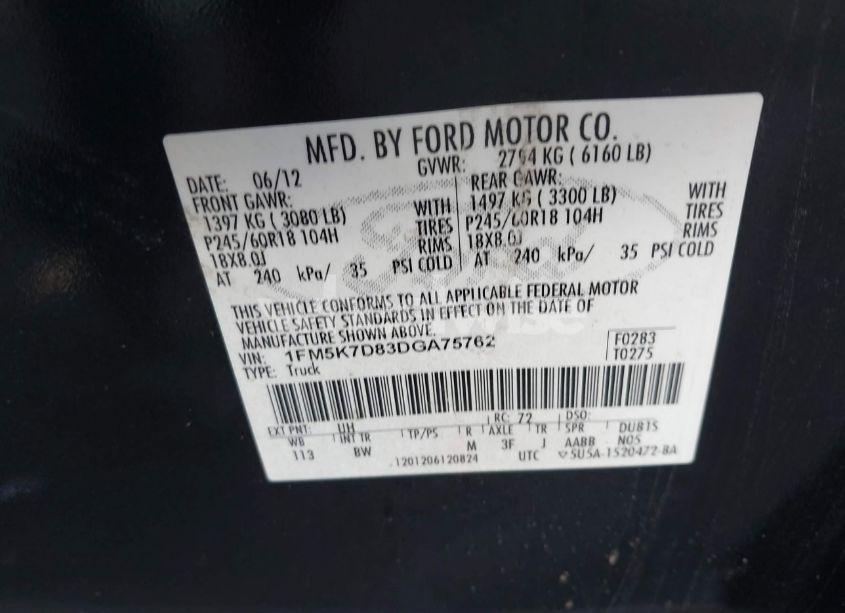 MFD. BY FORD MOTOR CO.
DATE: 06/12 GVWR: 2794 KG ( 6160 LB)
FRONT GAWR: REAR GAWR:
1397 KG ( 3080 LB) WITH 1497 KG ( 3300 LB) WITH
P245/60R18 104H TIRES P245/60R18 104H TIRES
18X8.0J RIMS 18X8.0J RIMS
AT 240 kPa/ 35 PSI COLD AT 240 kPa/ 35 PSI COLD
THIS VEHICLE CONFORMS TO ALL APPLICABLE FEDERAL MOTOR
VEHICLE SAFETY STANDARDS IN EFFECT ON THE DATE OF
MANUFACTURE SHOWN ABOVE.
VIN: 1FM5K7D83DGA75762 F0283
TYPE: Truck T0275
EXT PNT: UH RC: 72 DSO:
WB INT TR TP/PS R AXLE TR SPR DUB1S
113 BW M 3F J AABB N05
1201206120824 UTC 5U5A-1520472-BA